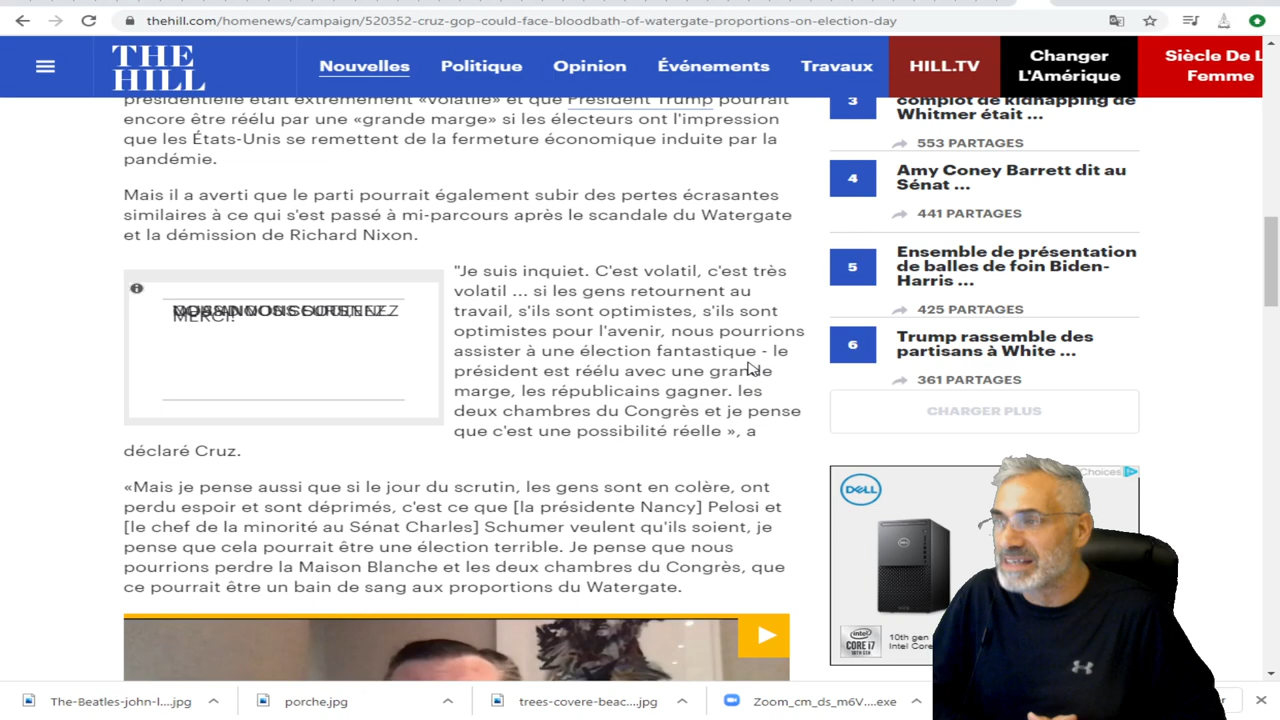 thehill.com/homenews/campaign/520352-cruz-gop-could-face-bloodbath-of-watergate-proportions-on-election-day
THE
HILL
Nouvelles
Politique
Opinion
Événements
Travaux
HILL.TV
Changer
L'Amérique
Siècle De L
Femme
présidentielle était extrêmement «volatile» et que Président Trump pourrait
encore être réélu par une «grande marge» si les électeurs ont l'impression
que les États-Unis se remettent de la fermeture économique induite par la
pandémie.
Mais il a averti que le parti pourrait également subir des pertes écrasantes
similaires à ce qui s'est passé à mi-parcours après le scandale du Watergate
et la démission de Richard Nixon.
MERCI!
"Je suis inquiet. C'est volatil, c'est très
volatil ... si les gens retournent au
travail, s'ils sont optimistes, s'ils sont
optimistes pour l'avenir, nous pourrions
assister à une élection fantastique - le
président est réélu avec une grande
marge, les républicains gagner. les
deux chambres du Congrès et je pense
que c'est une possibilité réelle », a
déclaré Cruz.
«Mais je pense aussi que si le jour du scrutin, les gens sont en colère, ont
perdu espoir et sont déprimés, c'est ce que [la présidente Nancy] Pelosi et
[le chef de la minorité au Sénat Charles] Schumer veulent qu'ils soient, je
pense que cela pourrait être une élection terrible. Je pense que nous
pourrions perdre la Maison Blanche et les deux chambres du Congrès, que
ce pourrait être un bain de sang aux proportions du Watergate.
3
complot de kidnapping de
Whitmer était ...
553 PARTAGES
4
Amy Coney Barrett dit au
Sénat ...
441 PARTAGES
5
Ensemble de présentation
de balles de foin Biden-
Harris ...
425 PARTAGES
6
Trump rassemble des
partisans à White ...
361 PARTAGES
CHARGER PLUS
Choices
DELL
intel
CORE i7
10th gen
Intel Core
The-Beatles-john-l....jpg
porche.jpg
trees-covere-beac....jpg
Zoom_cm_ds_m6V....exe